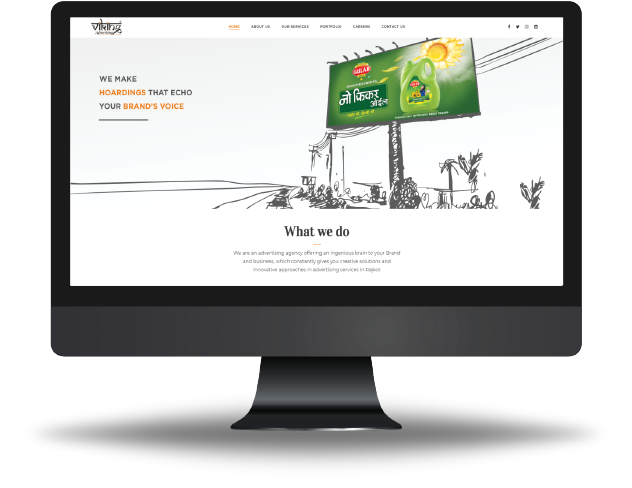 viking
advertising
HOME ABOUT US OUR SERVICES PORTFOLIO CAREERS CONTACT US
WE MAKE
HOARDINGS THAT ECHO
YOUR BRAND'S VOICE
GULAB
नो फिकर
ऑईल
What we do
We are an advertising agency offering an ingenious brain to your Brand
and business, which constantly gives you creative solutions and
innovative approaches in advertising services in Rajkot